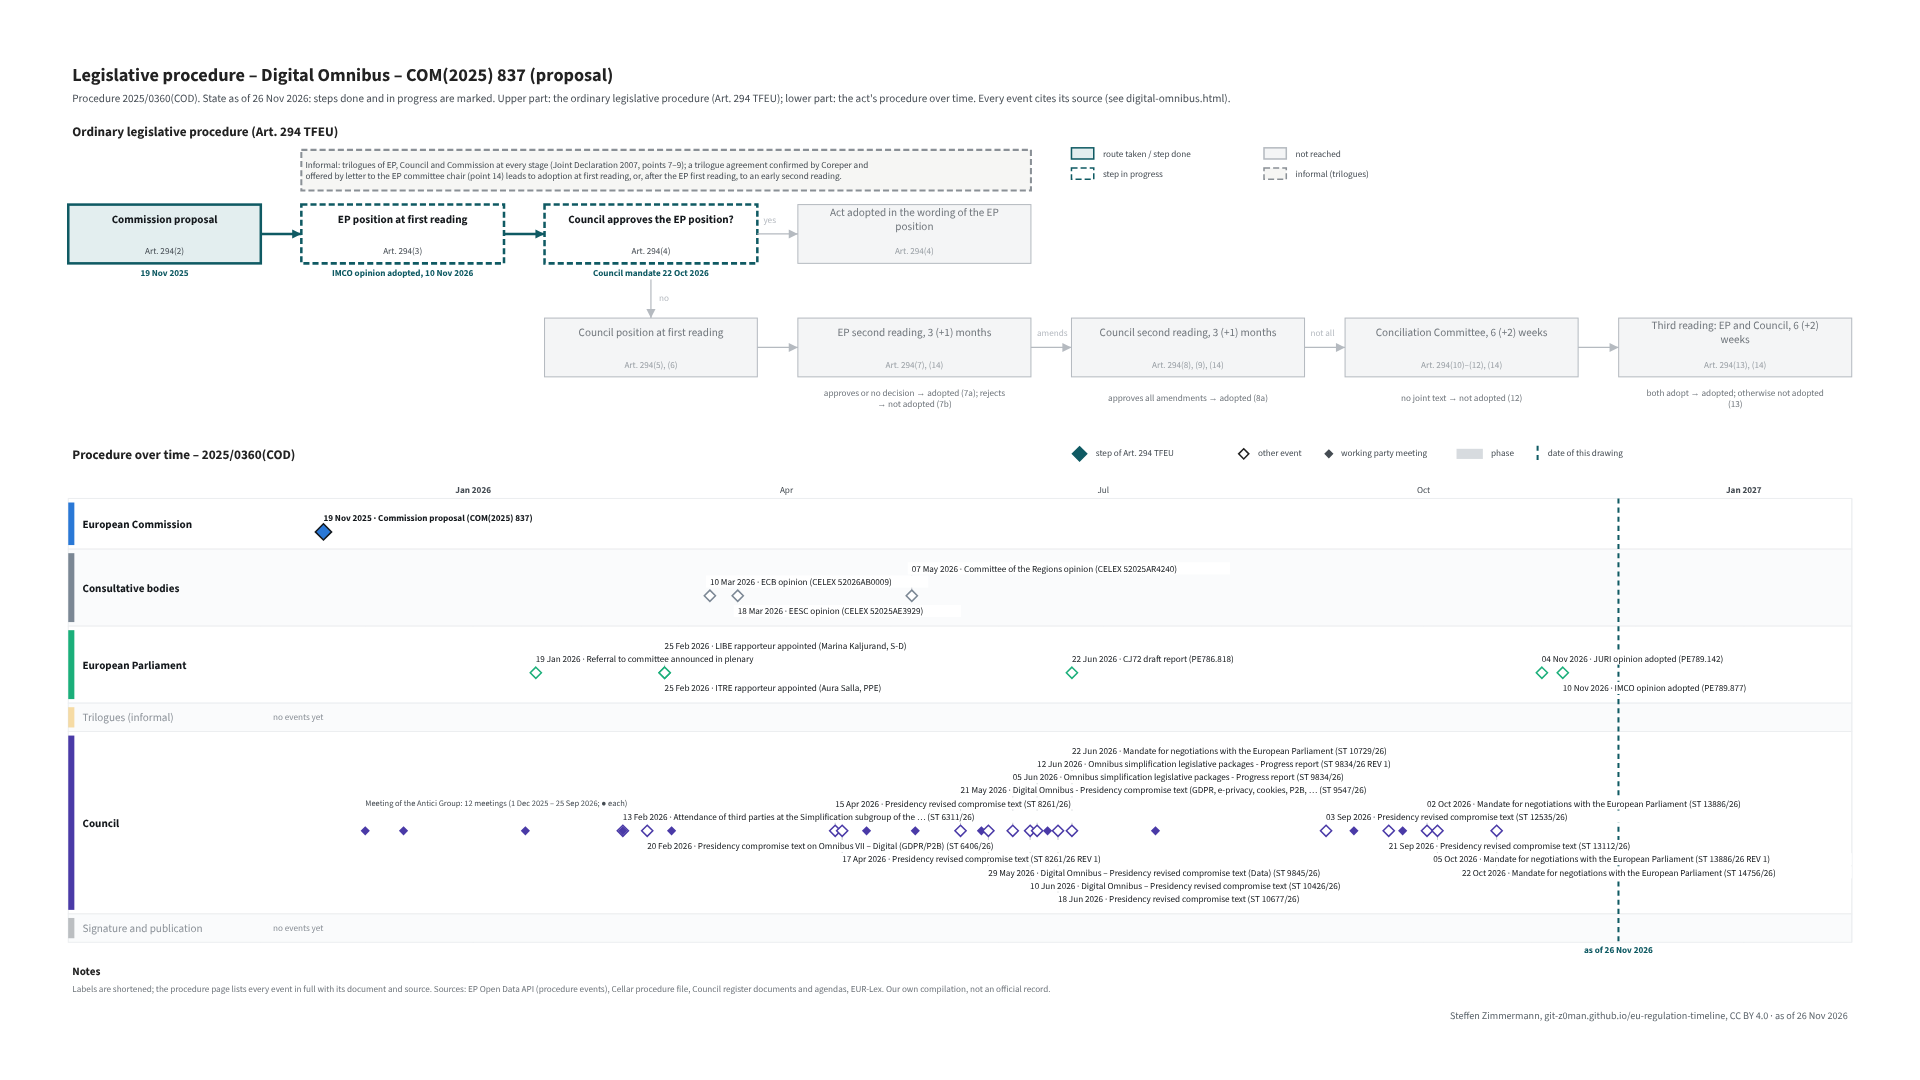 Legislative procedure – Digital Omnibus – COM(2025) 837 (proposal)
Procedure 2025/0360(COD). State as of 26 Nov 2026: steps done and in progress are marked. Upper part: the ordinary legislative procedure (Art. 294 TFEU); lower part: the act's procedure over time. Every event cites its source (see digital-omnibus.html).
Ordinary legislative procedure (Art. 294 TFEU)
Informal: trilogues of EP, Council and Commission at every stage (Joint Declaration 2007, points 7–9); a trilogue agreement confirmed by Coreper and
offered by letter to the EP committee chair (point 14) leads to adoption at first reading, or, after the EP first reading, to an early second reading.
route taken / step done
not reached
step in progress
informal (trilogues)
Commission proposal
Art. 294(2)
19 Nov 2025
EP position at first reading
Art. 294(3)
IMCO opinion adopted, 10 Nov 2026
Council approves the EP position?
Art. 294(4)
Council mandate 22 Oct 2026
yes
Act adopted in the wording of the EP
position
Art. 294(4)
no
Council position at first reading
Art. 294(5), (6)
EP second reading, 3 (+1) months
Art. 294(7), (14)
approves or no decision → adopted (7a); rejects
→ not adopted (7b)
amends
Council second reading, 3 (+1) months
Art. 294(8), (9), (14)
approves all amendments → adopted (8a)
not all
Conciliation Committee, 6 (+2) weeks
Art. 294(10)–(12), (14)
no joint text → not adopted (12)
Third reading: EP and Council, 6 (+2)
weeks
Art. 294(13), (14)
both adopt → adopted; otherwise not adopted
(13)
Procedure over time – 2025/0360(COD)
step of Art. 294 TFEU
other event
working party meeting
phase
date of this drawing
Jan 2026
Apr
Jul
Oct
Jan 2027
European Commission
19 Nov 2025 · Commission proposal (COM(2025) 837)
Consultative bodies
07 May 2026 · Committee of the Regions opinion (CELEX 52025AR4240)
10 Mar 2026 · ECB opinion (CELEX 52026AB0009)
18 Mar 2026 · EESC opinion (CELEX 52025AE3929)
European Parliament
25 Feb 2026 · LIBE rapporteur appointed (Marina Kaljurand, S-D)
19 Jan 2026 · Referral to committee announced in plenary
22 Jun 2026 · CJ72 draft report (PE786.818)
04 Nov 2026 · JURI opinion adopted (PE789.142)
25 Feb 2026 · ITRE rapporteur appointed (Aura Salla, PPE)
10 Nov 2026 · IMCO opinion adopted (PE789.877)
Trilogues (informal)
no events yet
Council
22 Jun 2026 · Mandate for negotiations with the European Parliament (ST 10729/26)
12 Jun 2026 · Omnibus simplification legislative packages - Progress report (ST 9834/26 REV 1)
05 Jun 2026 · Omnibus simplification legislative packages - Progress report (ST 9834/26)
21 May 2026 · Digital Omnibus - Presidency compromise text (GDPR, e-privacy, cookies, P2B, … (ST 9547/26)
Meeting of the Antici Group: 12 meetings (1 Dec 2025 – 25 Sep 2026; ● each)
15 Apr 2026 · Presidency revised compromise text (ST 8261/26)
02 Oct 2026 · Mandate for negotiations with the European Parliament (ST 13886/26)
13 Feb 2026 · Attendance of third parties at the Simplification subgroup of the … (ST 6311/26)
03 Sep 2026 · Presidency revised compromise text (ST 12535/26)
20 Feb 2026 · Presidency compromise text on Omnibus VII – Digital (GDPR/P2B) (ST 6406/26)
21 Sep 2026 · Presidency revised compromise text (ST 13112/26)
17 Apr 2026 · Presidency revised compromise text (ST 8261/26 REV 1)
05 Oct 2026 · Mandate for negotiations with the European Parliament (ST 13886/26 REV 1)
29 May 2026 · Digital Omnibus – Presidency revised compromise text (Data) (ST 9845/26)
22 Oct 2026 · Mandate for negotiations with the European Parliament (ST 14756/26)
10 Jun 2026 · Digital Omnibus – Presidency revised compromise text (ST 10426/26)
18 Jun 2026 · Presidency revised compromise text (ST 10677/26)
Signature and publication
no events yet
as of 26 Nov 2026
Notes
Labels are shortened; the procedure page lists every event in full with its document and source. Sources: EP Open Data API (procedure events), Cellar procedure file, Council register documents and agendas, EUR-Lex. Our own compilation, not an official record.
Steffen Zimmermann, git-z0man.github.io/eu-regulation-timeline, CC BY 4.0 · as of 26 Nov 2026